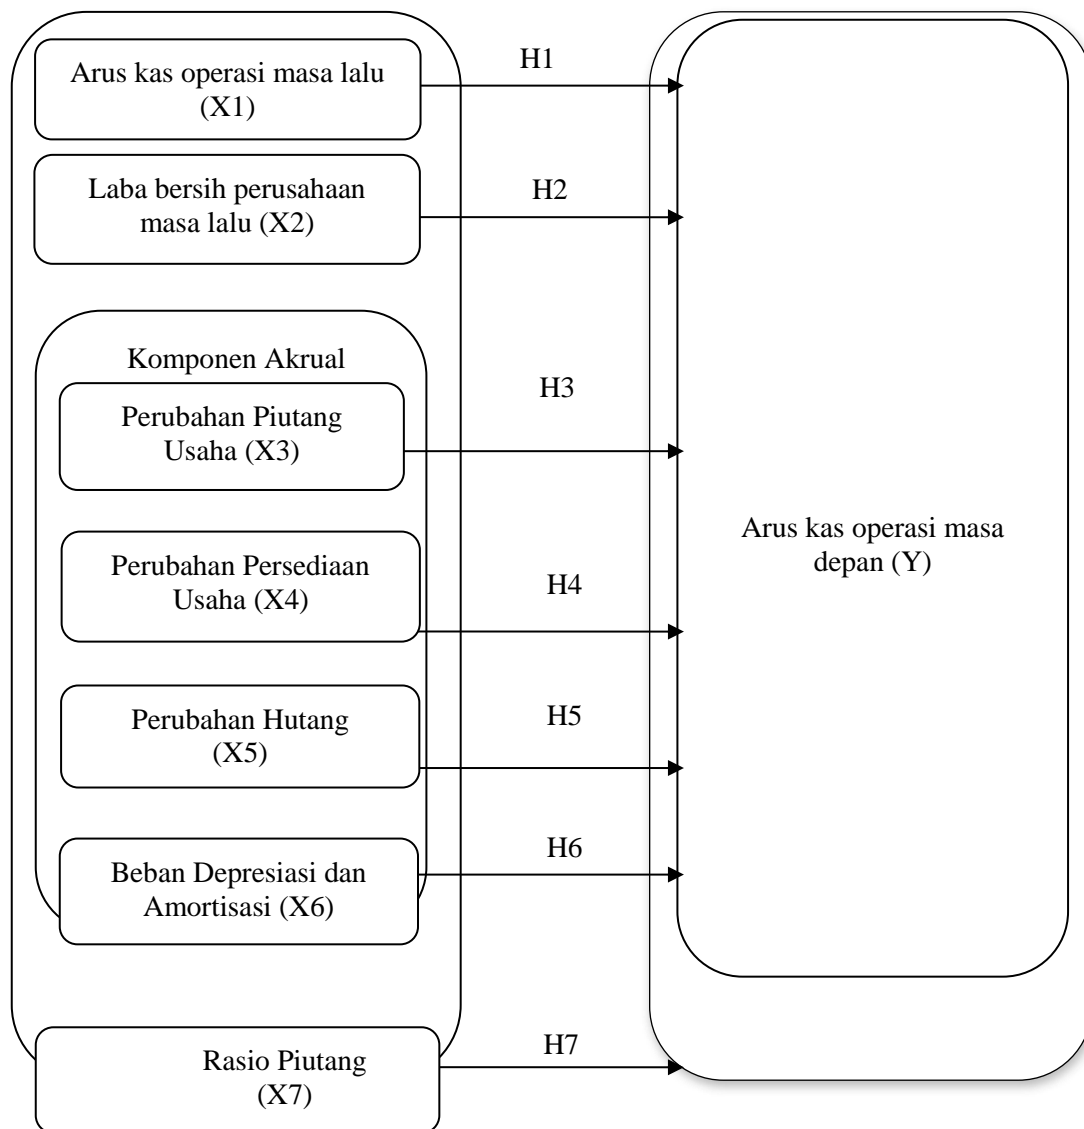 Arus kas operasi masa lalu
(X1)
H1
Laba bersih perusahaan
masa lalu (X2)
H2
Komponen Akrual
Perubahan Piutang
Usaha (X3)
H3
Perubahan Persediaan
Usaha (X4)
H4
Perubahan Hutang
(X5)
H5
Beban Depresiasi dan
Amortisasi (X6)
H6
Rasio Piutang
(X7)
H7
Arus kas operasi masa
depan (Y)